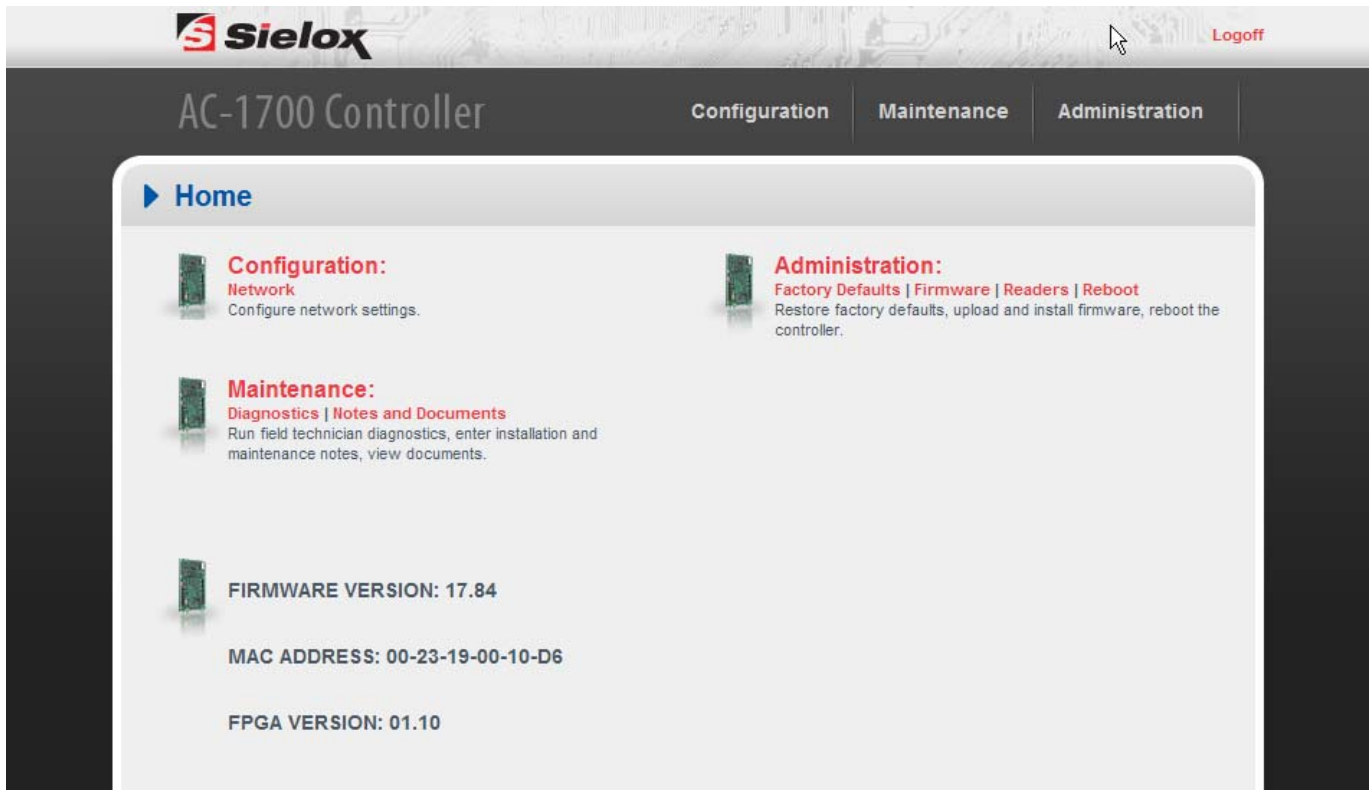 Sielox
Logoff
AC-1700 Controller
Configuration
Maintenance
Administration
Home
Configuration:
Network
Configure network settings.
Administration:
Factory Defaults | Firmware | Readers | Reboot
Restore factory defaults, upload and install firmware, reboot the
controller.
Maintenance:
Diagnostics | Notes and Documents
Run field technician diagnostics, enter installation and
maintenance notes, view documents.
FIRMWARE VERSION: 17.84
MAC ADDRESS: 00-23-19-00-10-D6
FPGA VERSION: 01.10